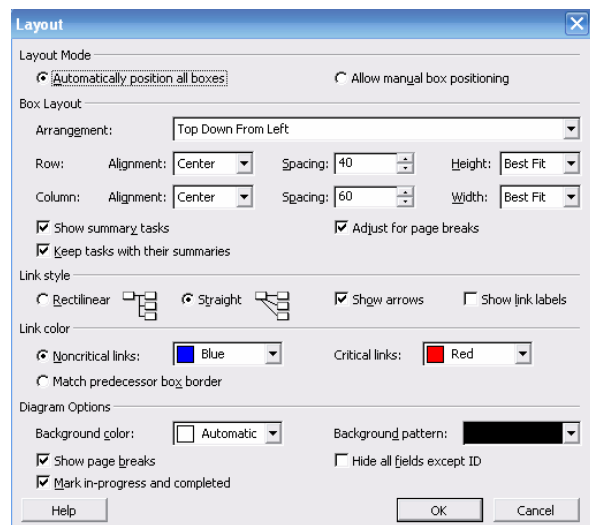 Layout
Layout Mode
Automatically position all boxes Allow manual box positioning
Box Layout
Arrangement: Top Down From Left
Row: Alignment: Center Spacing: 40 Height: Best Fit
Column: Alignment: Center Spacing: 60 Width: Best Fit
Show summary tasks Adjust for page breaks
Keep tasks with their summaries
Link style
Rectilinear Straight Show arrows Show link labels
Link color
Noncritical links: Blue Critical links: Red
Match predecessor box border
Diagram Options
Background color: Automatic Background pattern:
Show page breaks Hide all fields except ID
Mark in-progress and completed
Help OK Cancel